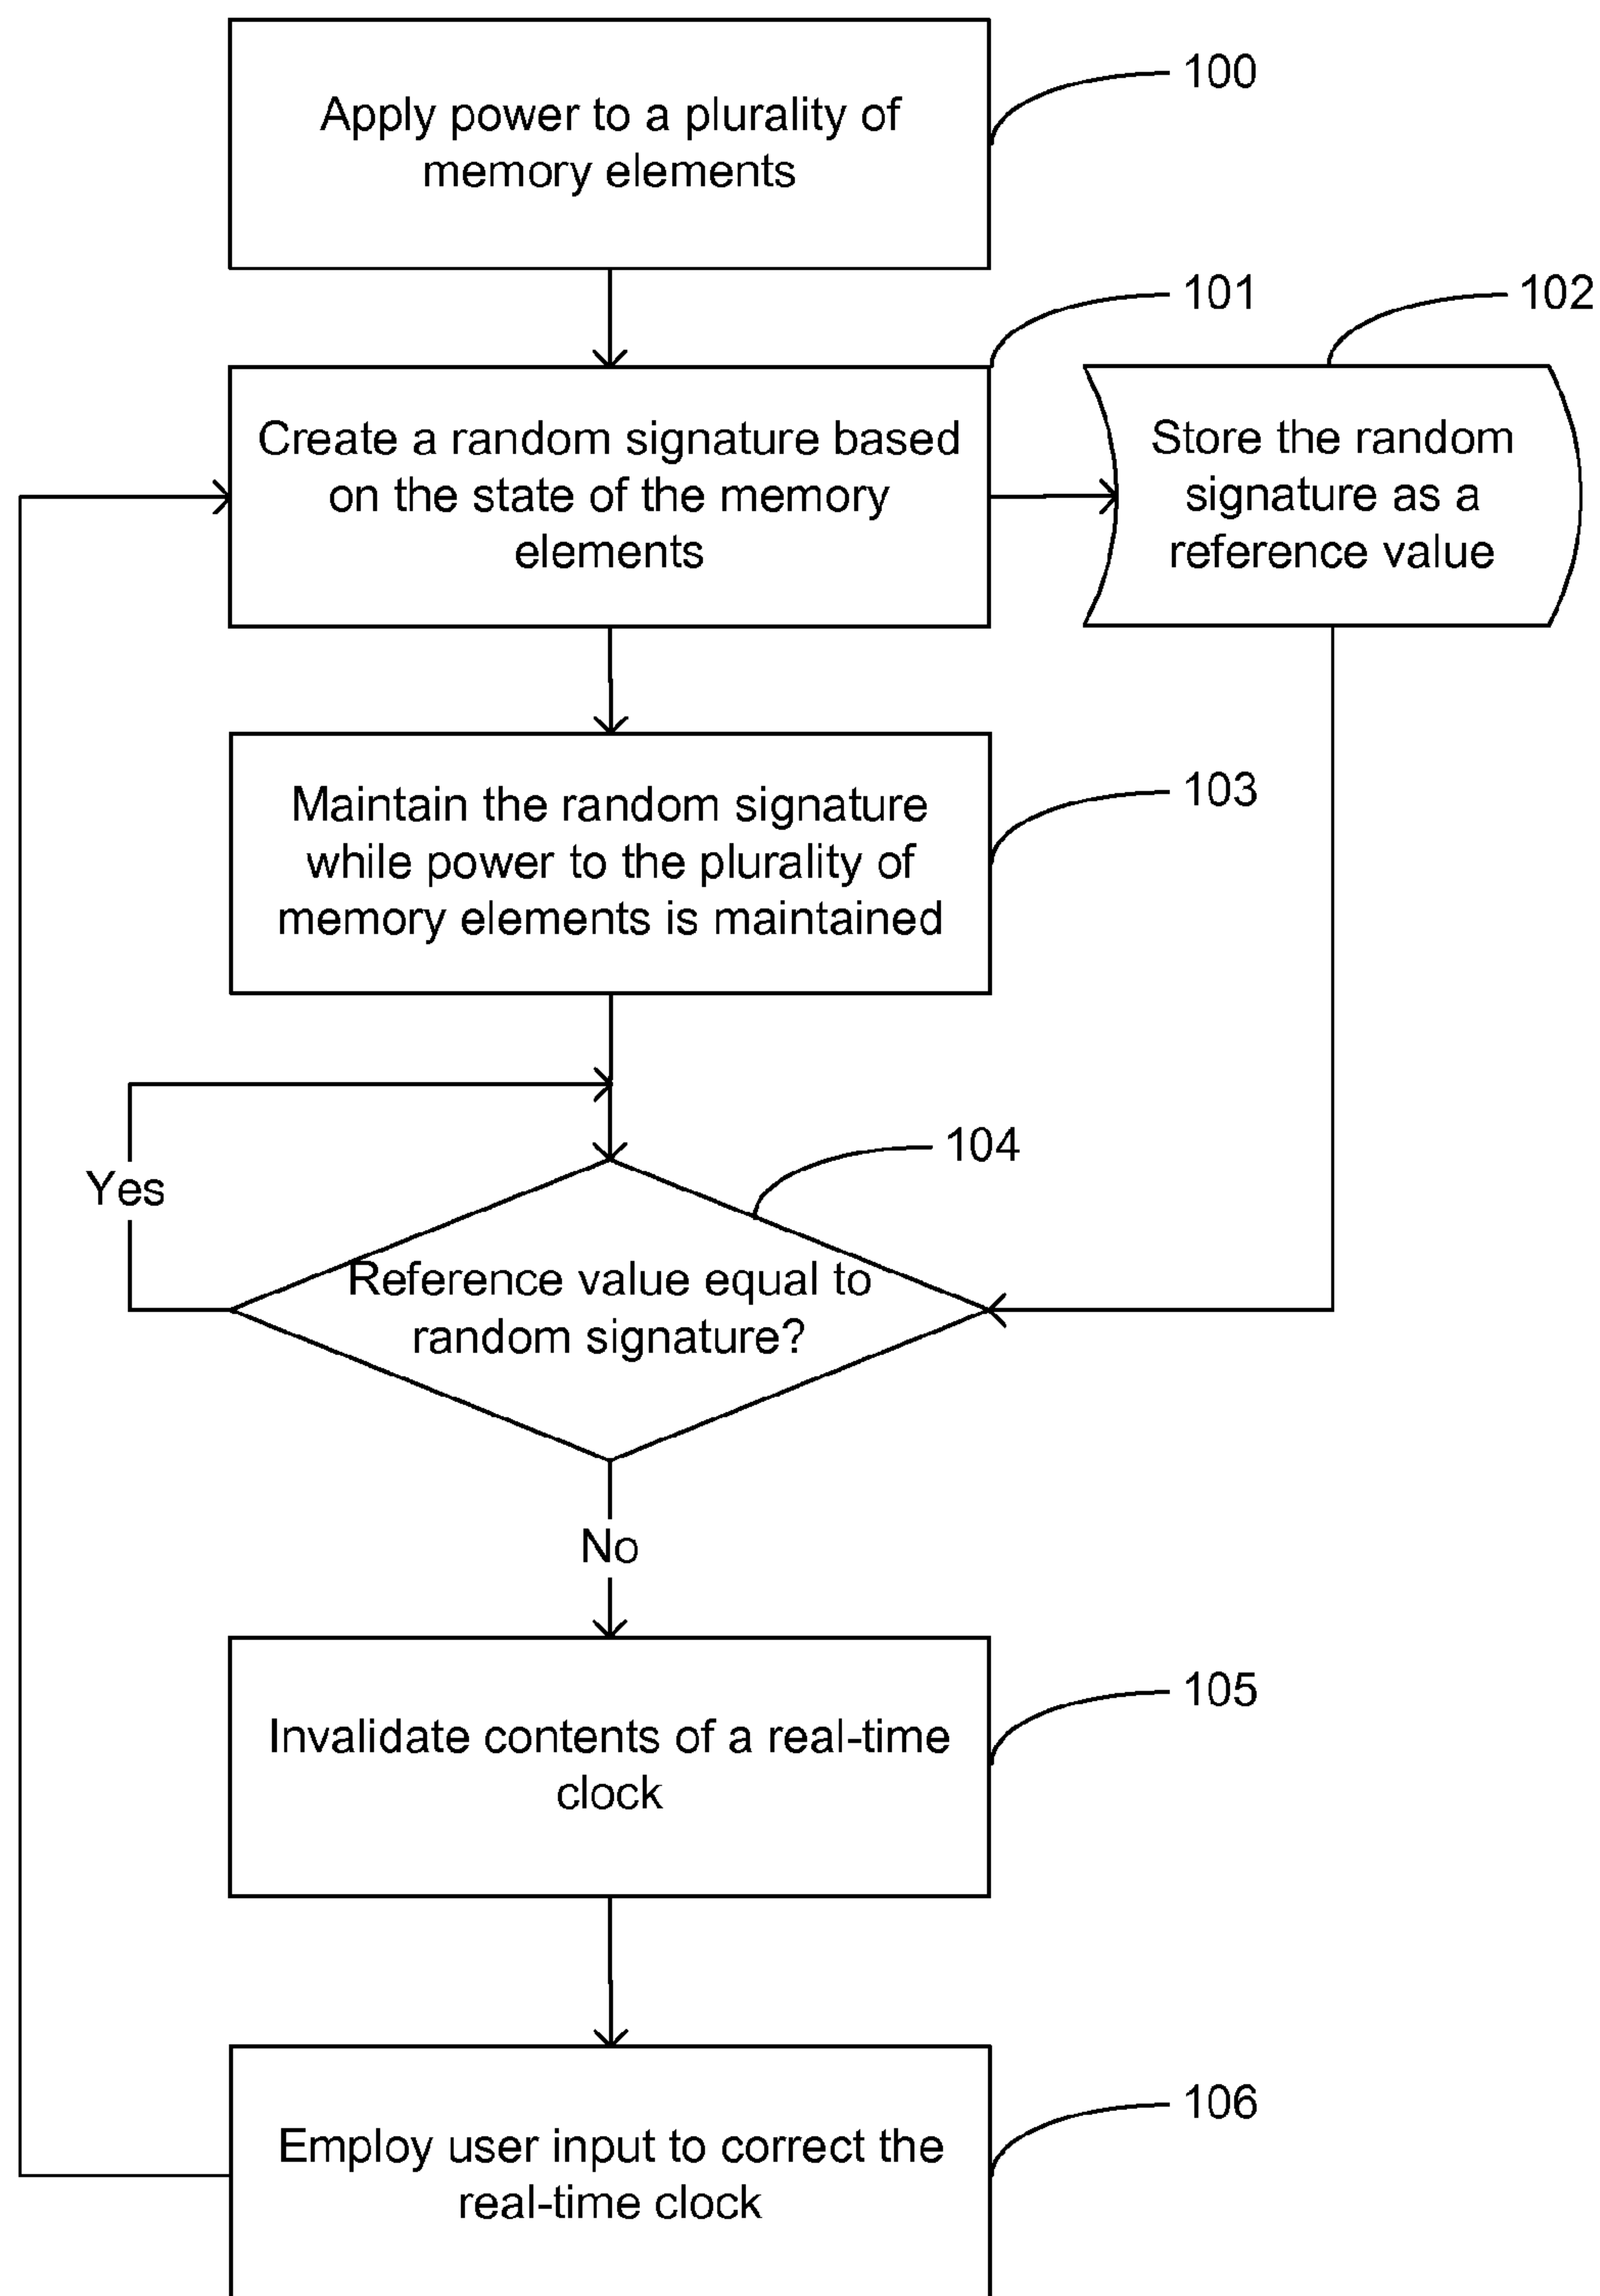 Apply power to a plurality of
memory elements
100
101
102
Create a random signature based
on the state of the memory
elements
Store the random
signature as a
reference value
Maintain the random signature
while power to the plurality of
memory elements is maintained
103
104
Yes
Reference value equal to
random signature?
No
Invalidate contents of a real-time
clock
105
Employ user input to correct the
real-time clock
106